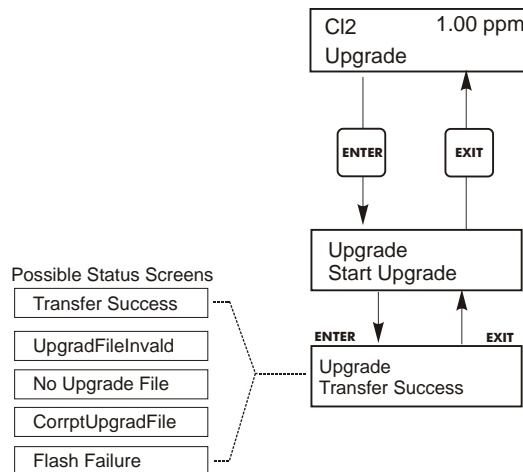 Cl2 1.00 ppm
Upgrade
ENTER EXIT
Upgrade
Start Upgrade
Possible Status Screens
Transfer Success
UpgradFileInvald
No Upgrade File
CorrptUpgradFile
Flash Failure
ENTER EXIT
Upgrade
Transfer Success